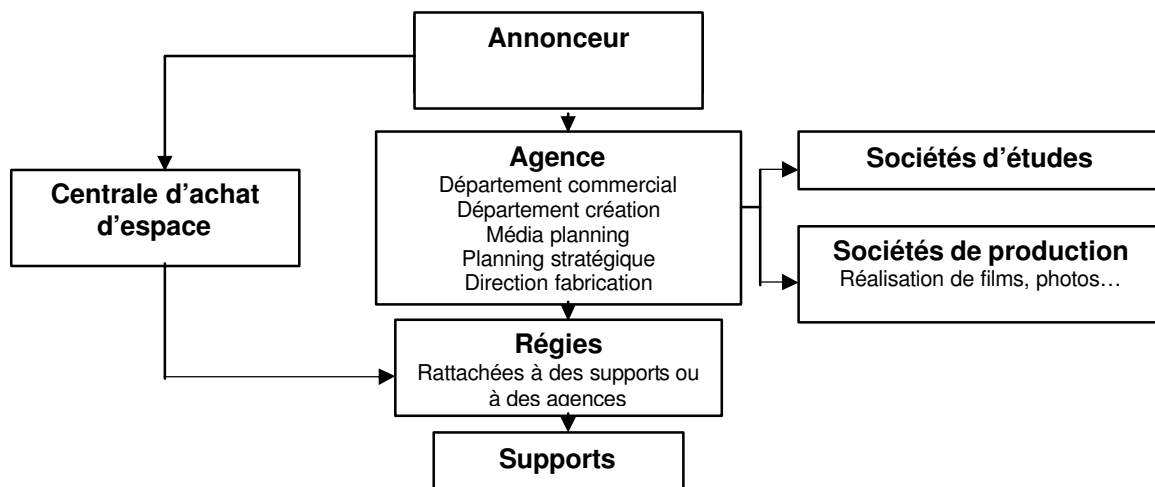 Annonceur
Agence
Département commercial
Département création
Média planning
Planning stratégique
Direction fabrication
Sociétés d’études
Centrale d’achat
d’espace
Sociétés de production
Réalisation de films, photos…
Régies
Rattachées à des supports ou
à des agences
Supports